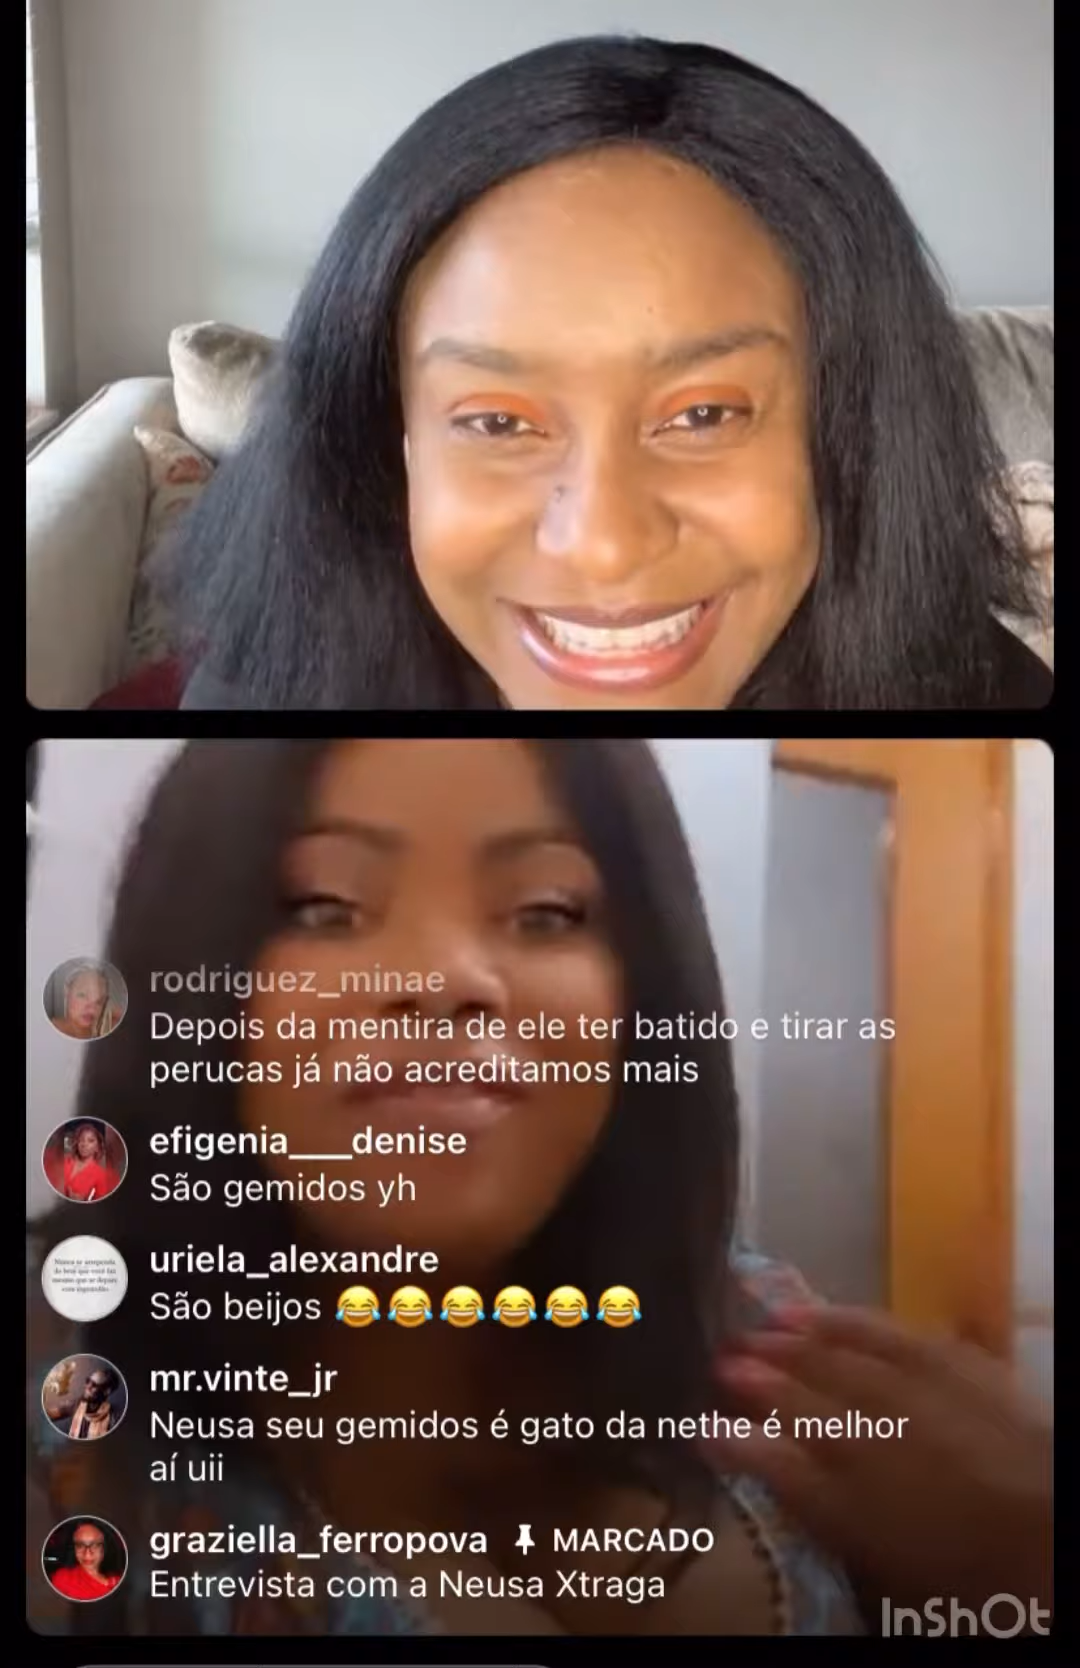 rodriguez_minae
Depois da mentira de ele ter batido e tirar as
perucas já não acreditamos mais
efigenia___denise
São gemidos yh
uriela_alexandre
São beijos 😂😂😂😂😂😂
mr.vinte_jr
Neusa seu gemidos é gato da nethe é melhor
aí uii
graziella_ferropova 📌 MARCADO
Entrevista com a Neusa Xtraga
InShOt